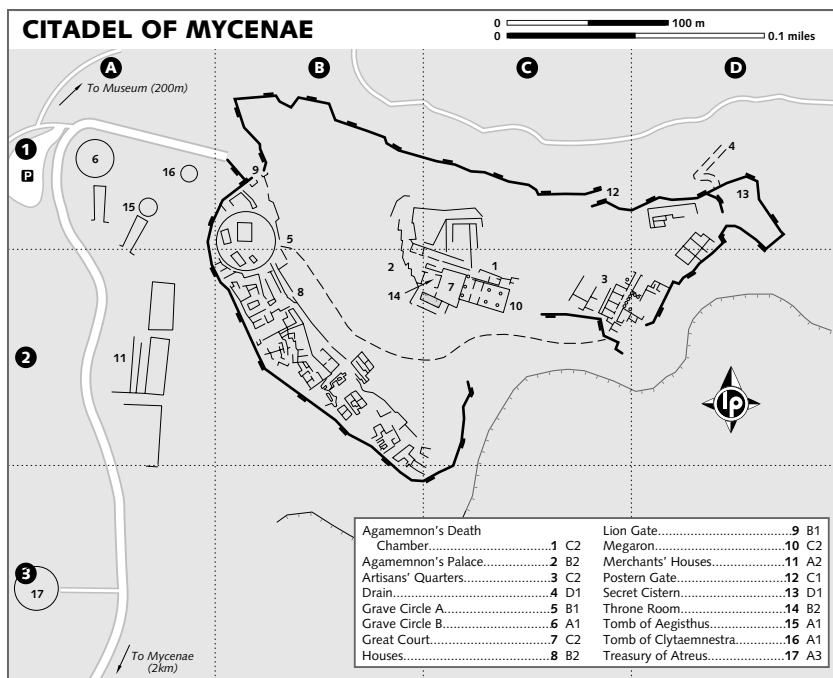 CITADEL OF MYCENAE
0 100 m
0 0.1 miles
A B C D
To Museum (200m)
1
P
6
16
15
9
5
8
2
14
7
1
10
12
4
13
3
2
11
lp
3
17
To Mycenae
(2km)
Agamemnon's Death
Chamber 1 C2
Agamemnon's Palace 2 B2
Artisans' Quarters 3 C2
Drain 4 D1
Grave Circle A 5 B1
Grave Circle B 6 A1
Great Court 7 C2
Houses 8 B2
Lion Gate 9 B1
Megaron 10 C2
Merchants' Houses 11 A2
Postern Gate 12 C1
Secret Cistern 13 D1
Throne Room 14 B2
Tomb of Aegisthus 15 A1
Tomb of Clytaemnestra 16 A1
Treasury of Atreus 17 A3